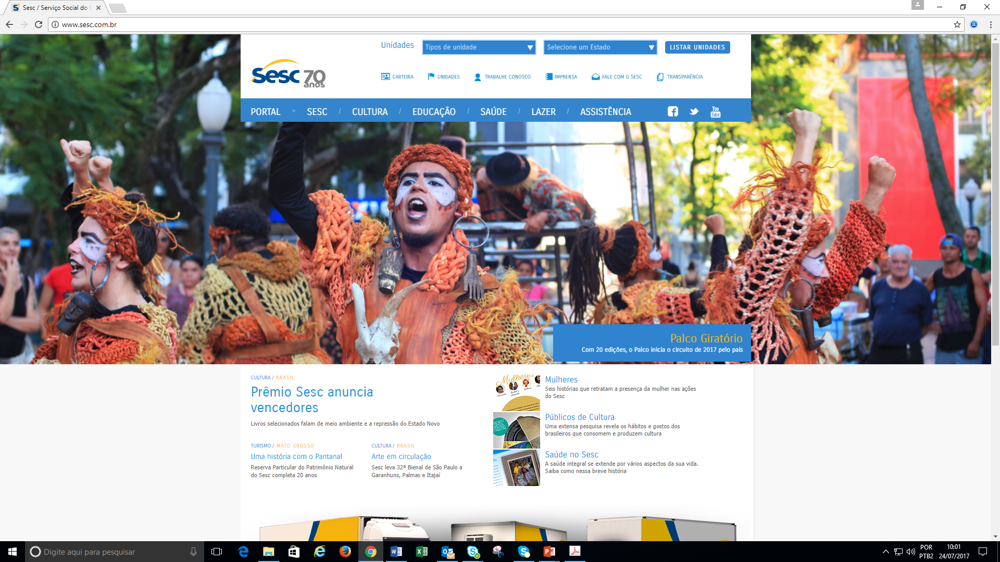 Sesc / Serviço Social do C
www.sesc.com.br
Unidades
Tipos de unidade
Selecione um Estado
LISTAR UNIDADES
Sesc 70 anos
CARTEIRA
UNIDADES
TRABALHE CONOSCO
IMPRENSA
FALE COM O SESC
TRANSPARÊNCIA
PORTAL > SESC / CULTURA / EDUCAÇÃO / SAÚDE / LAZER / ASSISTÊNCIA
You Tube
Palco Giratório
Com 20 edições, o Palco inicia o circuito de 2017 pelo país
CULTURA / BRASIL
Prêmio Sesc anuncia
vencedores
Livros selecionados falam de meio ambiente e a repressão do Estado Novo
TURISMO / MATO GROSSO
Uma história com o Pantanal
Reserva Particular do Patrimônio Natural
do Sesc completa 20 anos
CULTURA / BRASIL
Arte em circulação
Sesc leva 32ª Bienal de São Paulo a
Garanhuns, Palmas e Itajaí
Mulheres
Mulheres
Seis histórias que retratam a presença da mulher nas ações
do Sesc
Públicos de Cultura
Uma extensa pesquisa revela os hábitos e gostos dos
brasileiros que consomem e produzem cultura
Saúde no Sesc
A saúde integral se extende por vários aspectos da sua vida.
Saiba como nessa breve história
Digite aqui para pesquisar
POR
PTB2
10:01
24/07/2017